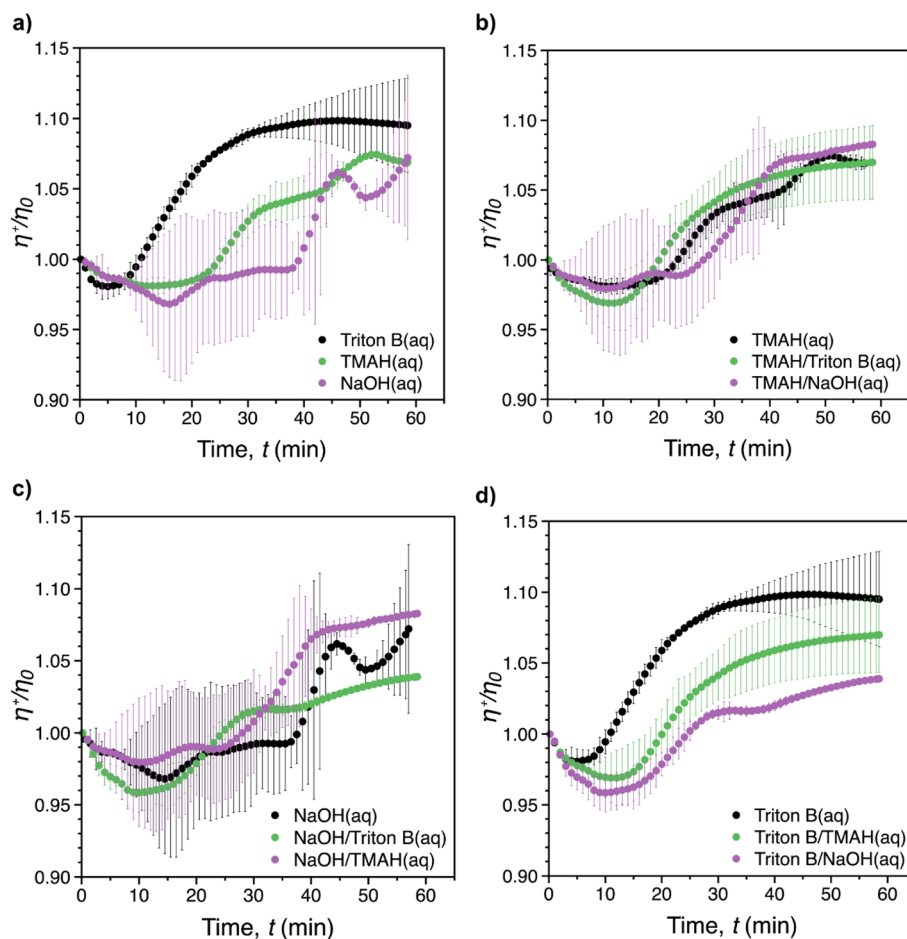 a)
1.15
1.10
1.05
1.00
0.95
0.90
η⁺/η₀
0 10 20 30 40 50 60
Time, t (min)
Triton B(aq)
TMAH(aq)
NaOH(aq)
b)
1.15
1.10
1.05
1.00
0.95
0.90
η⁺/η₀
0 10 20 30 40 50 60
Time, t (min)
TMAH(aq)
TMAH/Triton B(aq)
TMAH/NaOH(aq)
c)
1.15
1.10
1.05
1.00
0.95
0.90
η⁺/η₀
0 10 20 30 40 50 60
Time, t (min)
NaOH(aq)
NaOH/Triton B(aq)
NaOH/TMAH(aq)
d)
1.15
1.10
1.05
1.00
0.95
0.90
η⁺/η₀
0 10 20 30 40 50 60
Time, t (min)
Triton B(aq)
Triton B/TMAH(aq)
Triton B/NaOH(aq)